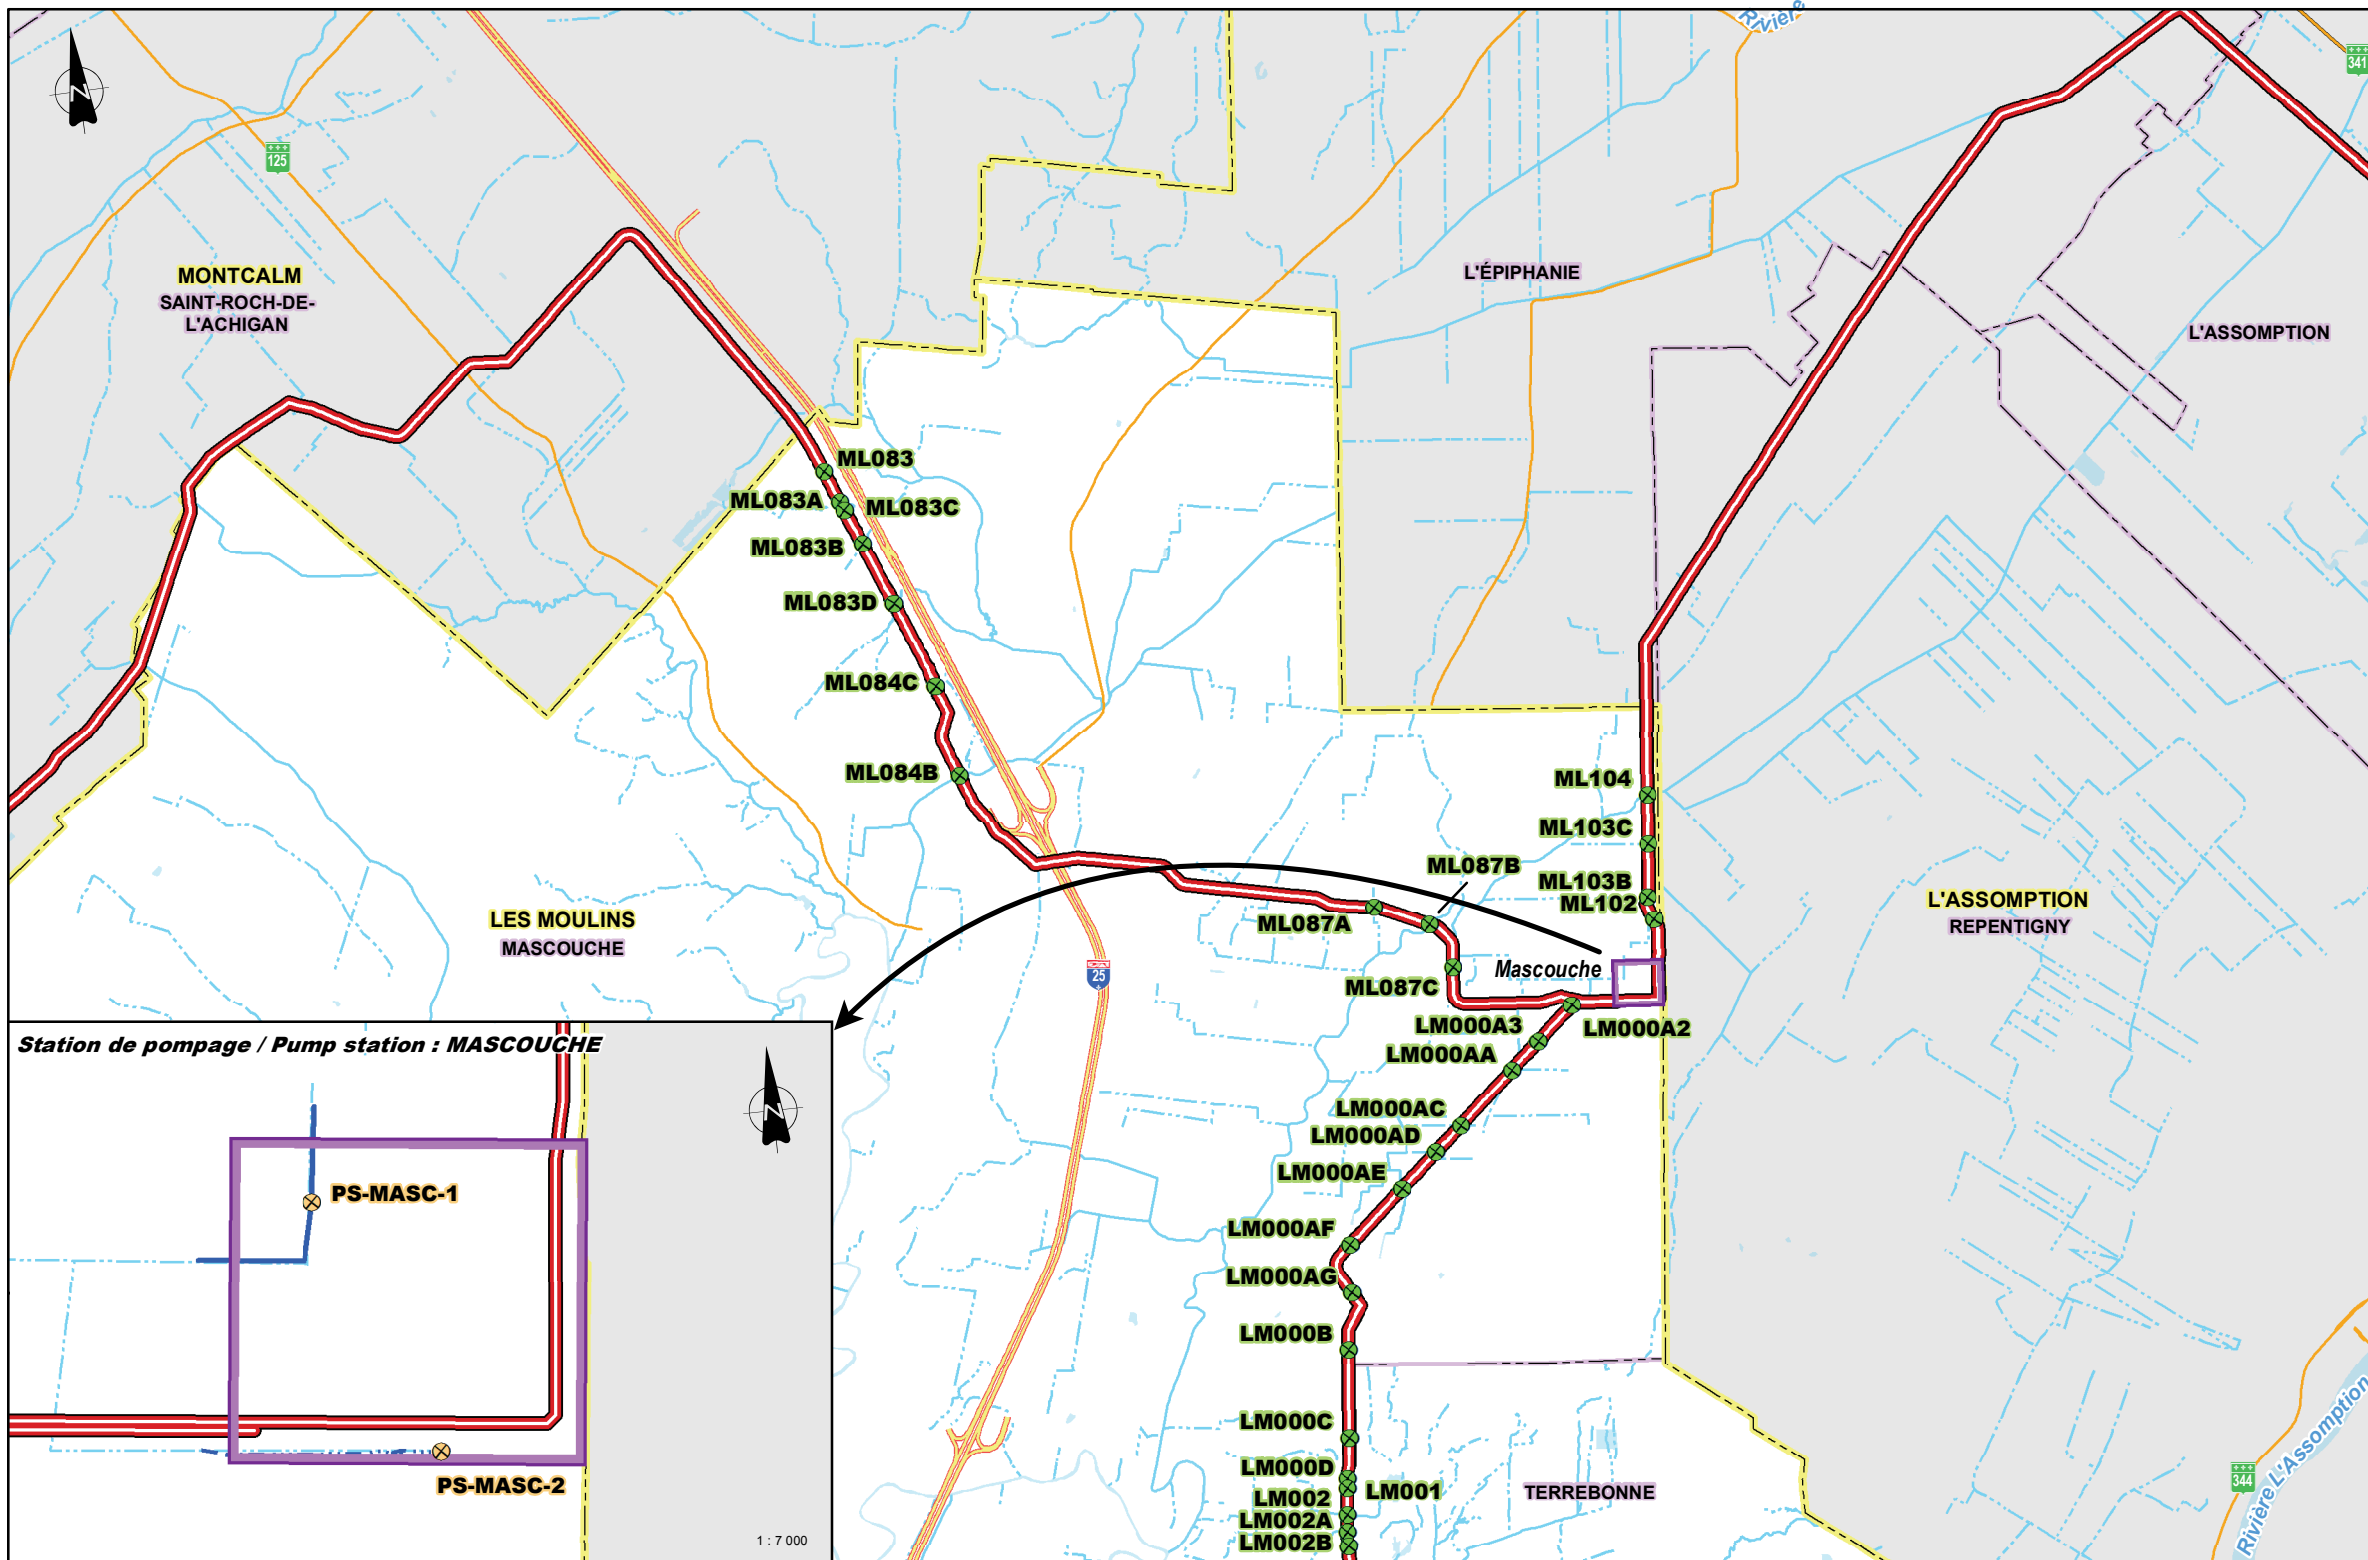 Rivière
341
125
MONTCALM
SAINT-ROCH-DE-
L'ACHIGAN
L'ÉPIPHANIE
L'ASSOMPTION
ML083
ML083A
ML083C
ML083B
ML083D
ML084C
ML084B
ML104
ML103C
ML087B
ML103B
ML102
ML087A
LES MOULINS
MASCOUCHE
L'ASSOMPTION
REPENTIGNY
25
Mascouche
ML087C
LM000A3
LM000A2
LM000AA
LM000AC
LM000AD
LM000AE
LM000AF
LM000AG
LM000B
LM000C
LM000D
LM001
LM002
LM002A
LM002B
TERREBONNE
344
Rivière L'Assomption
Station de pompage / Pump station : MASCOUCHE
N
PS-MASC-1
PS-MASC-2
1 : 7 000
N